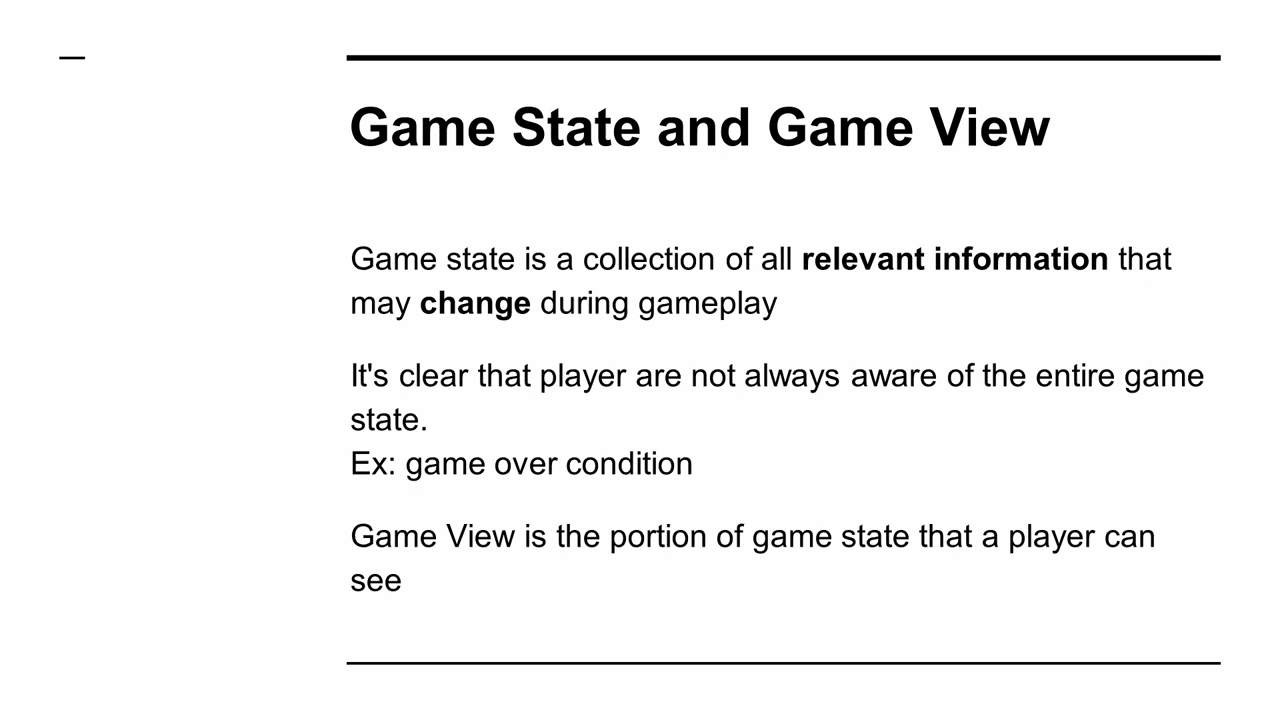 Game State and Game View
Game state is a collection of all relevant information that
may change during gameplay
It's clear that player are not always aware of the entire game
state.
Ex: game over condition
Game View is the portion of game state that a player can
see